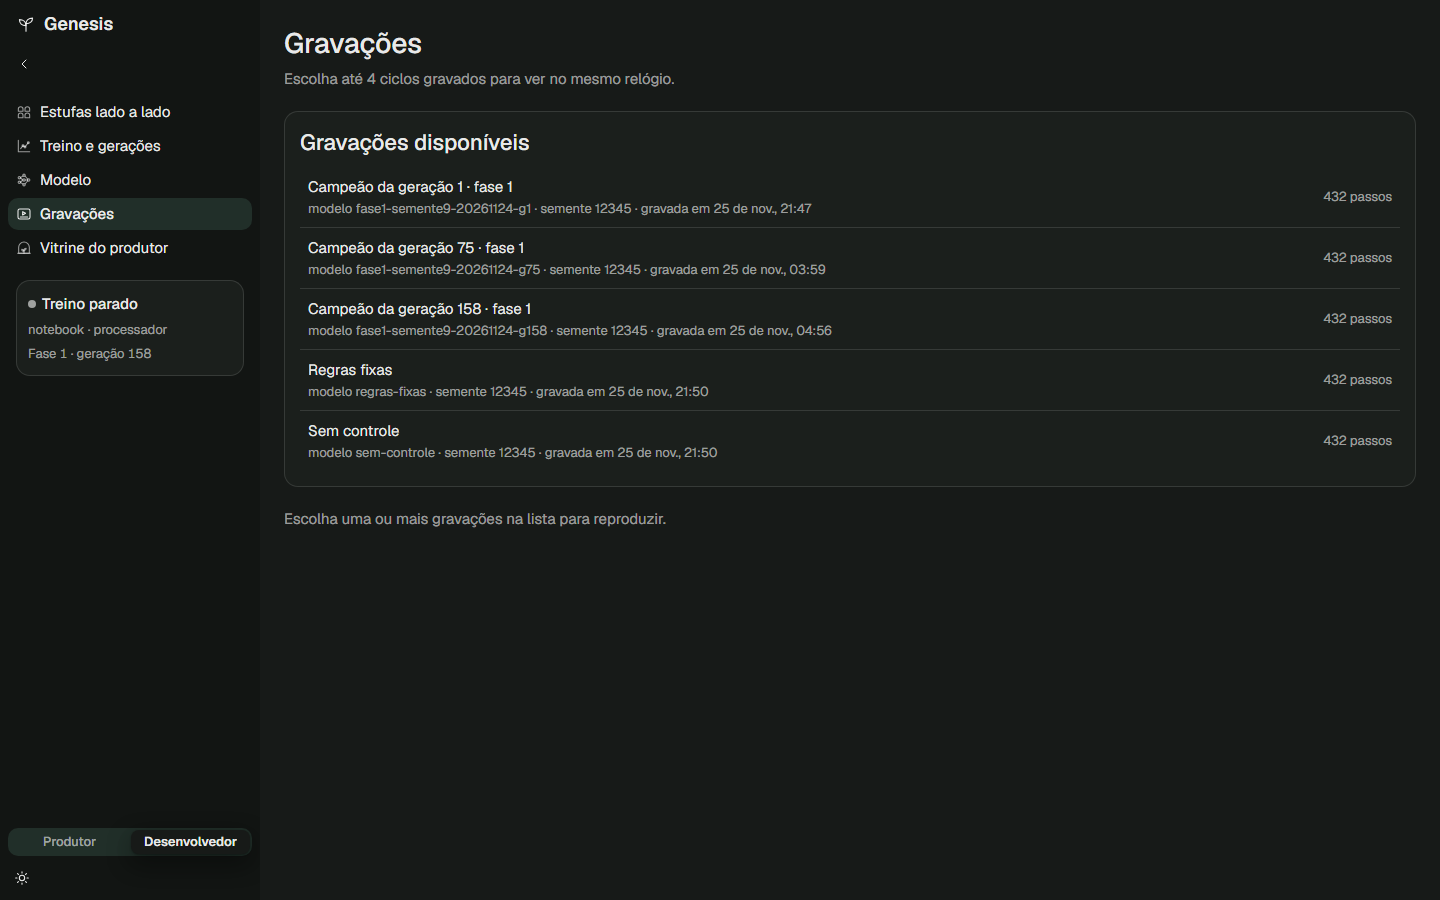 Genesis
Estufas lado a lado
Treino e gerações
Modelo
Gravações
Vitrine do produtor
Treino parado
notebook · processador
Fase 1 · geração 158
Produtor
Desenvolvedor
Gravações
Escolha até 4 ciclos gravados para ver no mesmo relógio.
Gravações disponíveis
Campeão da geração 1 · fase 1
modelo fase1-semente9-20261124-g1 · semente 12345 · gravada em 25 de nov., 21:47
432 passos
Campeão da geração 75 · fase 1
modelo fase1-semente9-20261124-g75 · semente 12345 · gravada em 25 de nov., 03:59
432 passos
Campeão da geração 158 · fase 1
modelo fase1-semente9-20261124-g158 · semente 12345 · gravada em 25 de nov., 04:56
432 passos
Regras fixas
modelo regras-fixas · semente 12345 · gravada em 25 de nov., 21:50
432 passos
Sem controle
modelo sem-controle · semente 12345 · gravada em 25 de nov., 21:50
432 passos
Escolha uma ou mais gravações na lista para reproduzir.